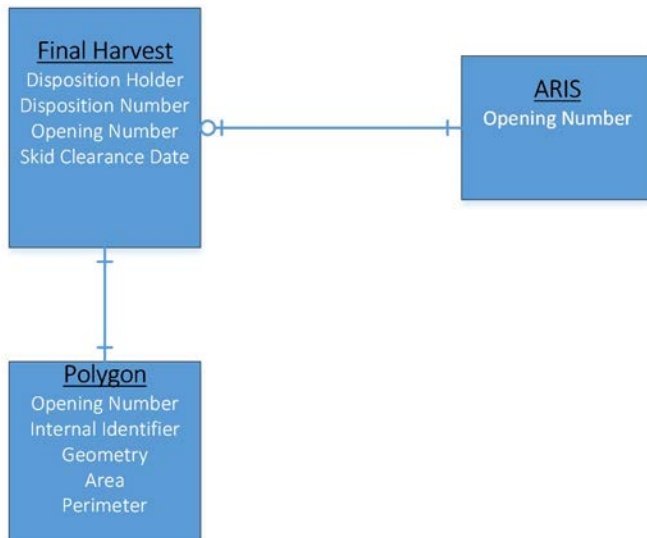 Final Harvest
Disposition Holder
Disposition Number
Opening Number
Skid Clearance Date
ARIS
Opening Number
Polygon
Opening Number
Internal Identifier
Geometry
Area
Perimeter